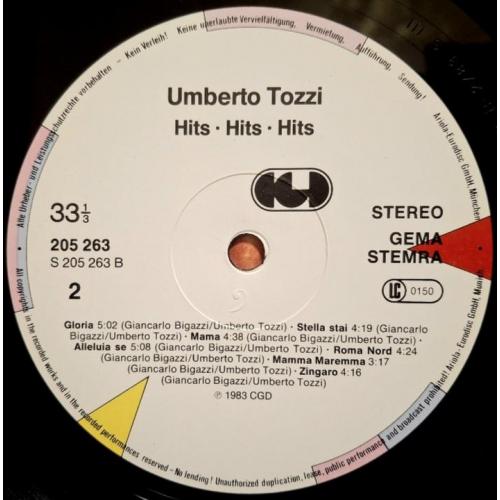 Umberto Tozzi
Hits · Hits · Hits
33 1/3
205 263
S 205 263 B
2
STEREO
GEMA
STEMRA
LC 0150
Gloria 5:02 (Giancarlo Bigazzi/Umberto Tozzi) · Stella stai 4:19 (Giancarlo
Bigazzi/Umberto Tozzi) · Mama 4:38 (Giancarlo Bigazzi/Umberto Tozzi) ·
Alleluia se 5:08 (Giancarlo Bigazzi/Umberto Tozzi) · Roma Nord 4:24
(Giancarlo Bigazzi/Umberto Tozzi) · Mamma Maremma 3:17
(Giancarlo Bigazzi/Umberto Tozzi) · Zingaro 4:16
(Giancarlo Bigazzi/Umberto Tozzi)
℗ 1983 CGD
Alle Urheber- und Leistungsschutzrechte vorbehalten – Kein Verleih! · Keine unerlaubte Vervielfältigung, Vermietung, Aufführung, Sendung! · Ariola-Eurodisc GmbH, München
All copyrights in the recorded works and in the recorded performances reserved – No lending! Unauthorized duplication, lease, public performance and broadcast prohibited! Ariola-Eurodisc GmbH, Munich